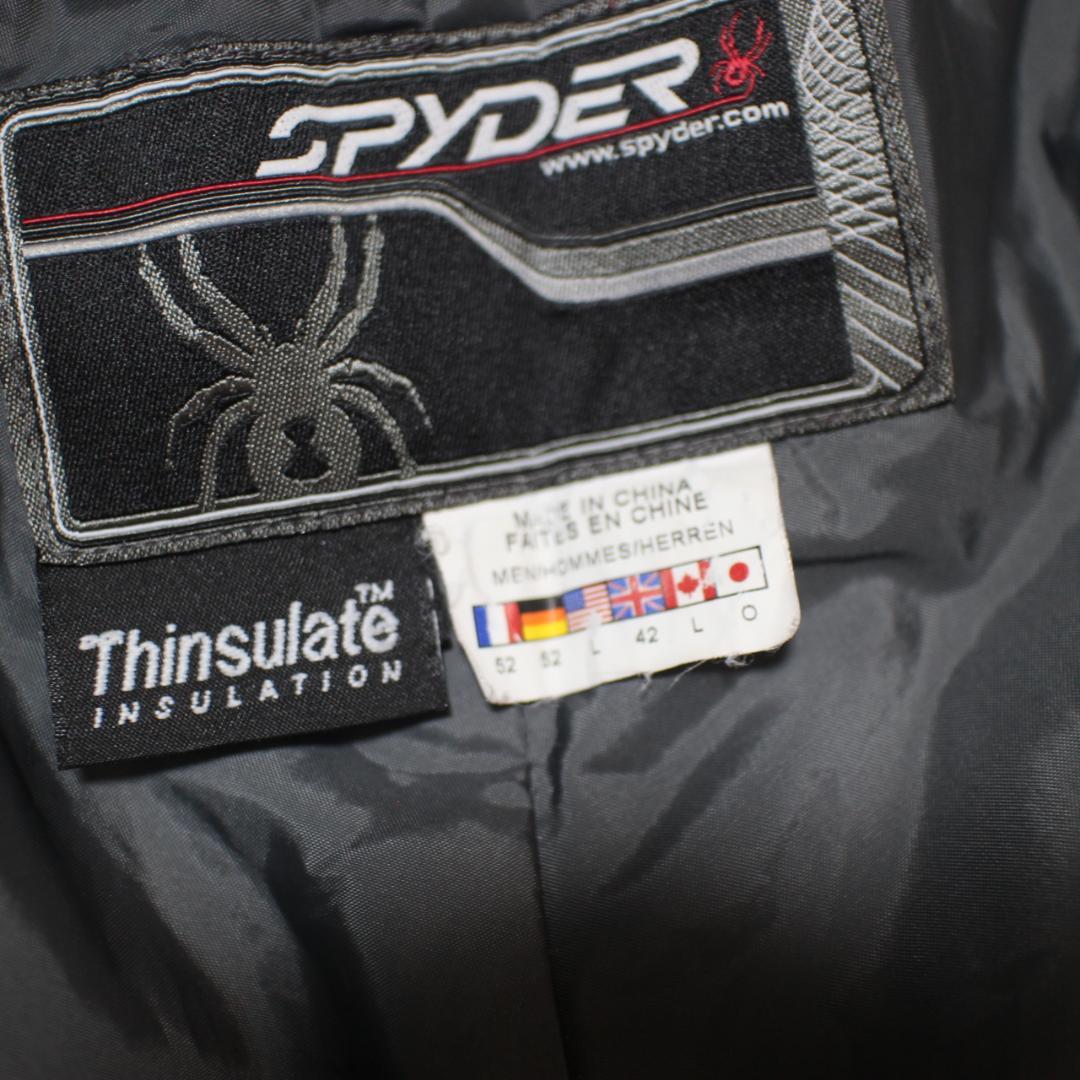 SPYDER
www.spyder.com
MADE IN CHINA
FAITES EN CHINE
MEN/HOMMES/HERREN
52 52 L 42 L O
Thinsulate™
INSULATION